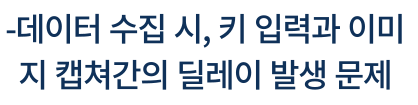 -데이터 수집 시, 키 입력과 이미
지 캡쳐간의 딜레이 발생 문제